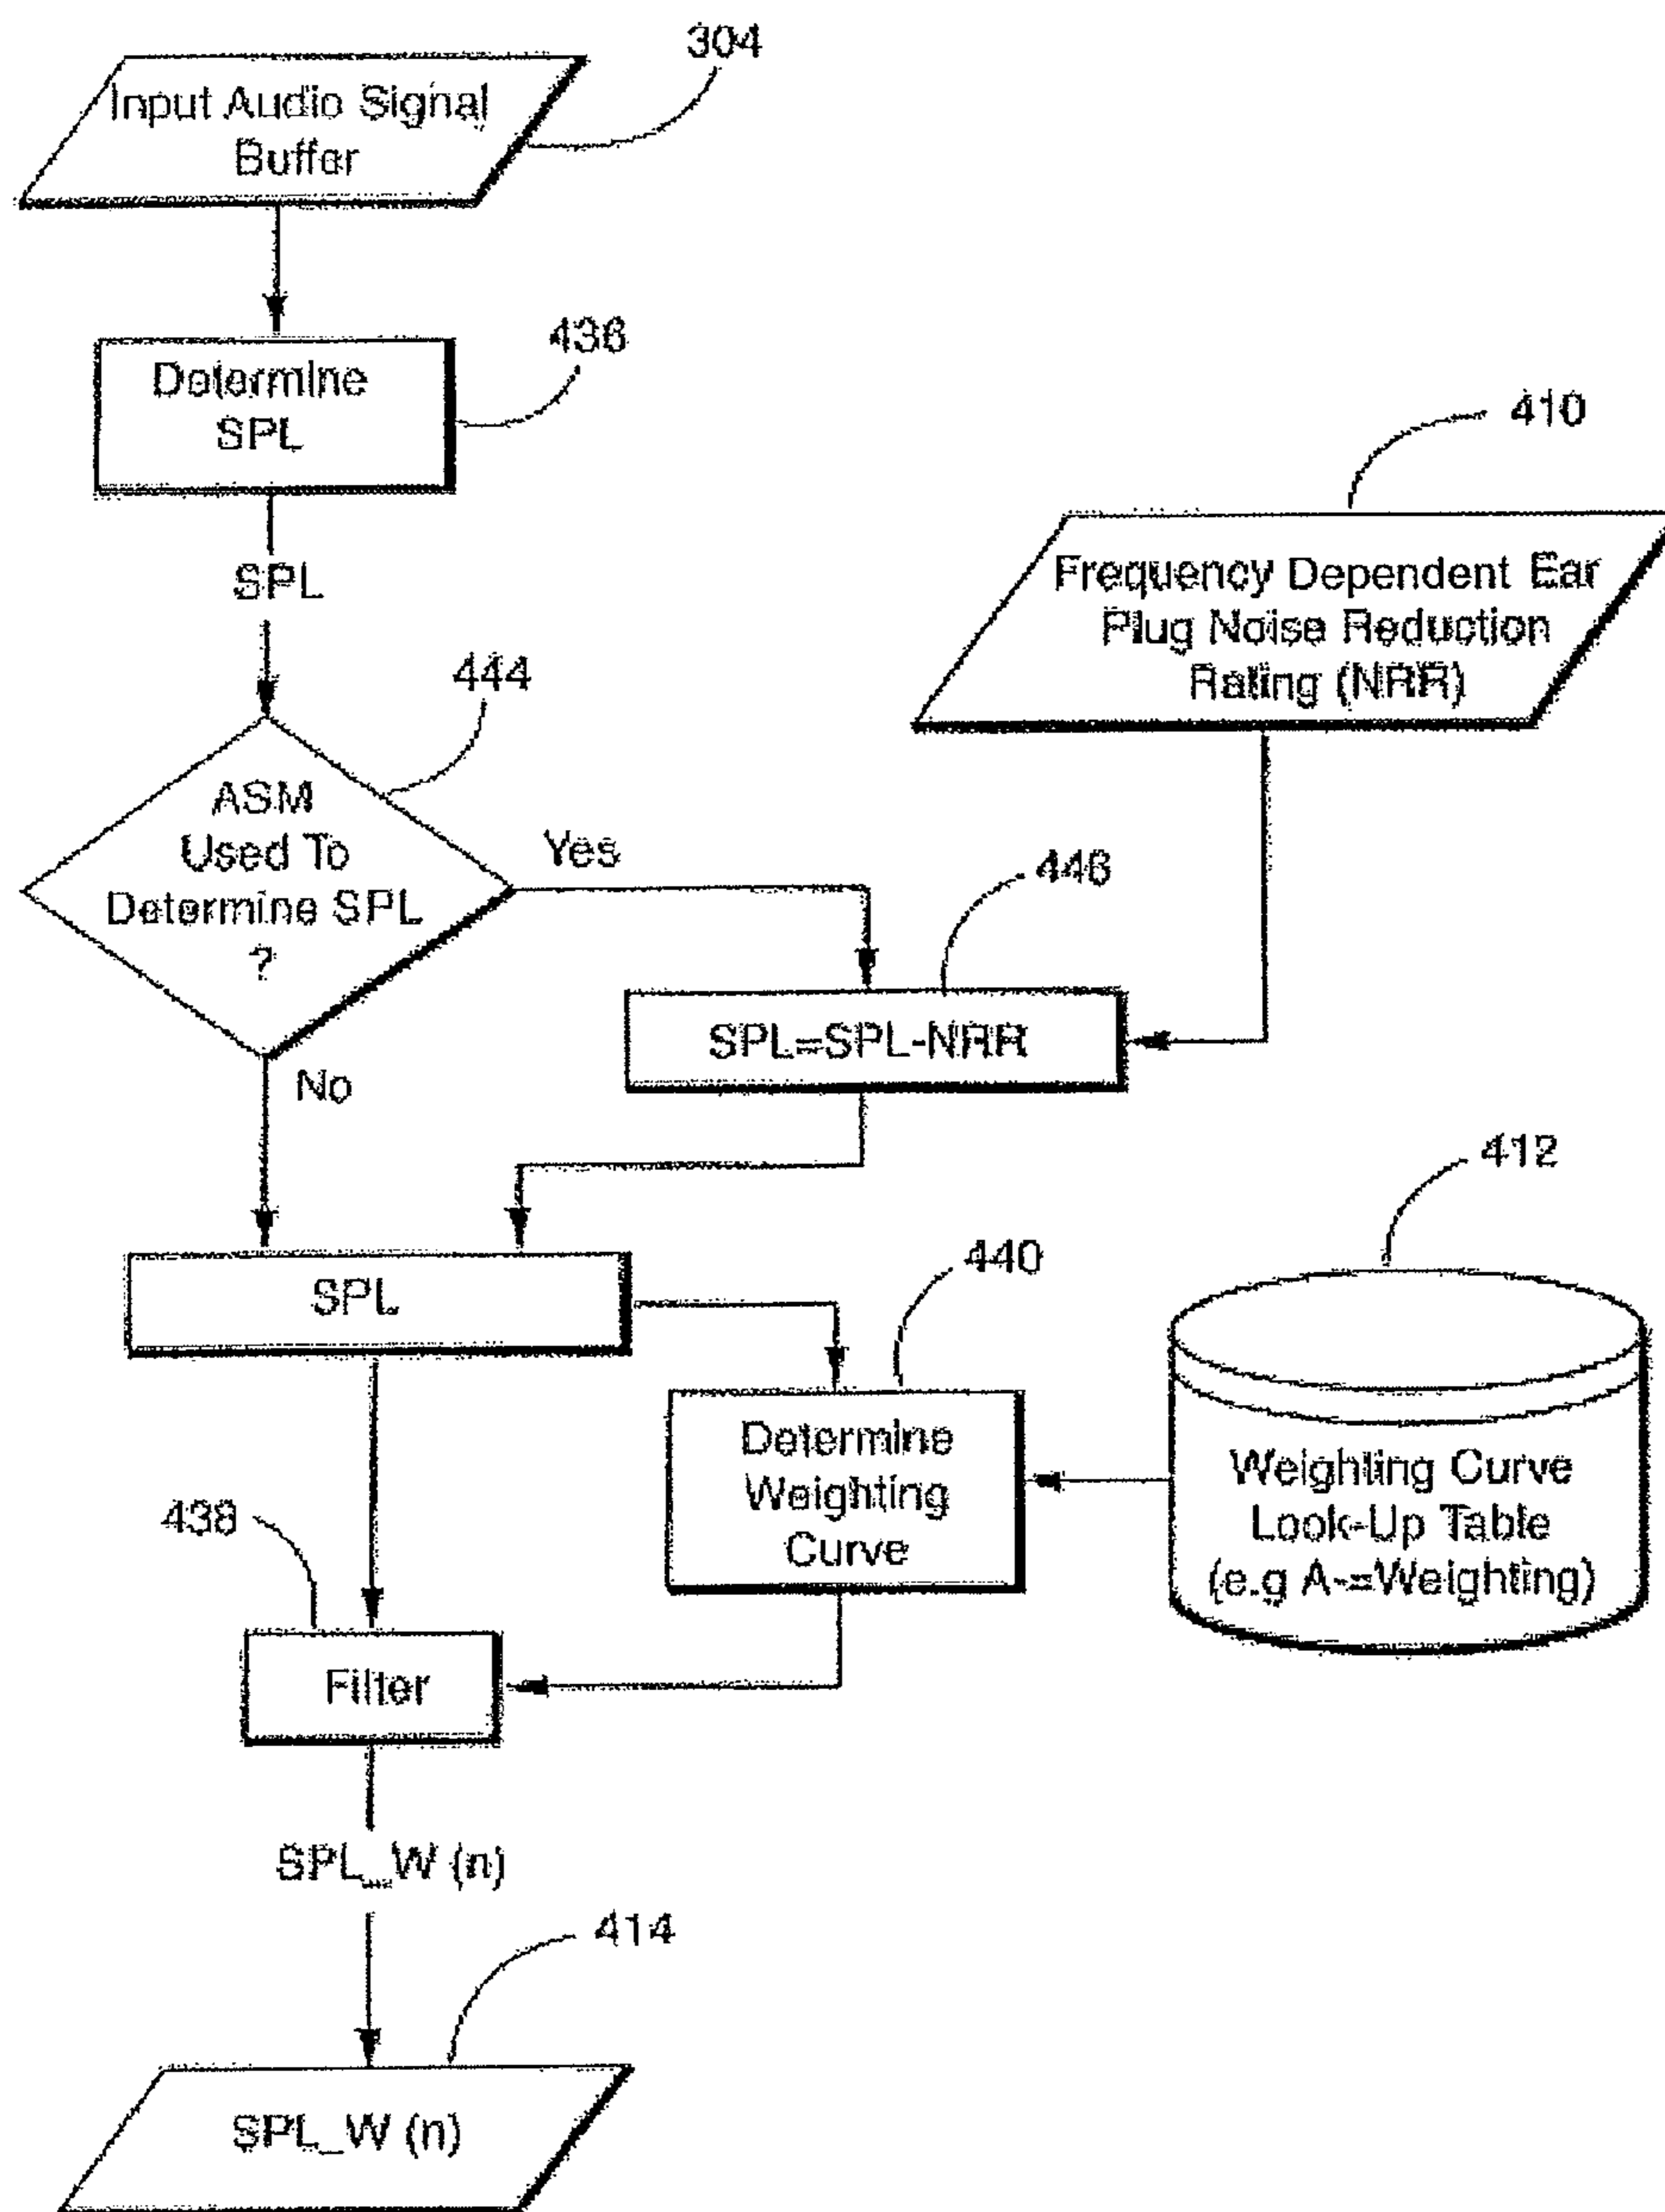 304
Input Audio Signal
Buffer
436
Determine
SPL
410
SPL
Frequency Dependent Ear
Plug Noise Reduction
Rating (NRR)
444
ASM
Used To
Determine SPL
?
Yes
446
SPL=SPL-NRR
No
412
SPL
440
Determine
Weighting
Curve
Weighting Curve
Look-Up Table
(e.g A-=Weighting)
438
Filter
SPL_W (n)
414
SPL_W (n)